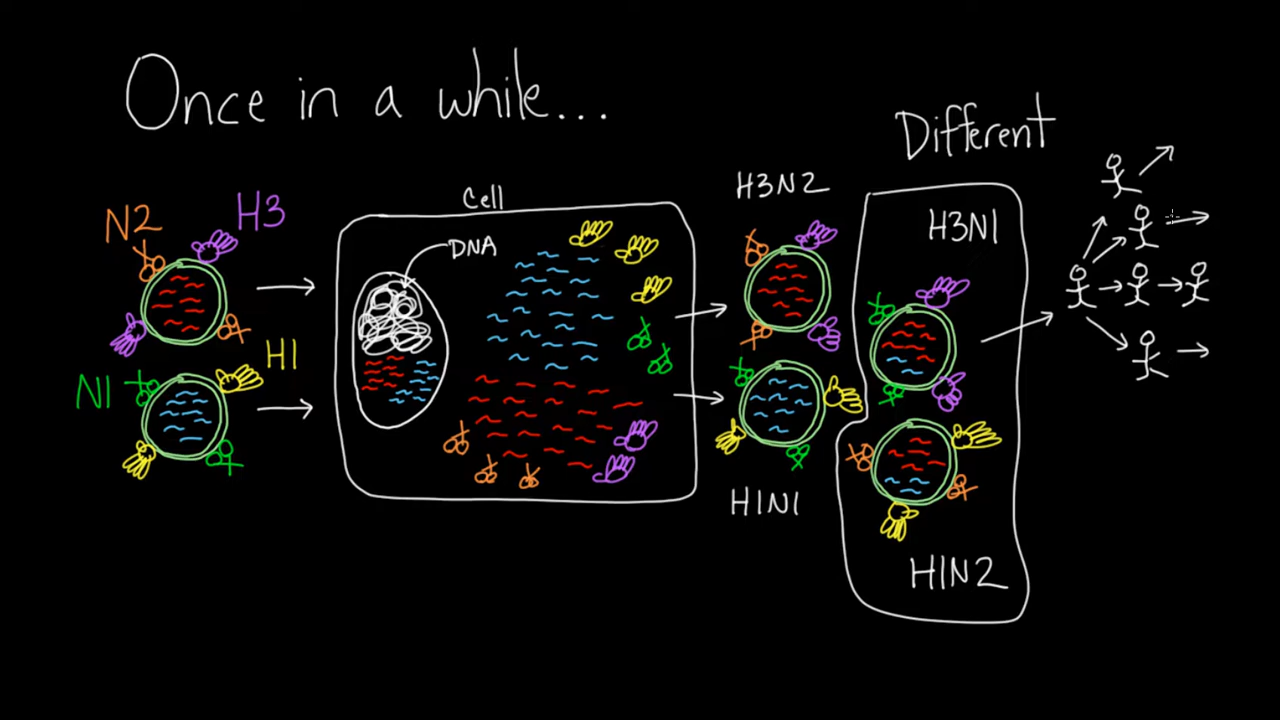 Once in a while...
Different
Cell
H3N2
N2
H3
H3N1
DNA
H1
N1
H1N1
H1N2